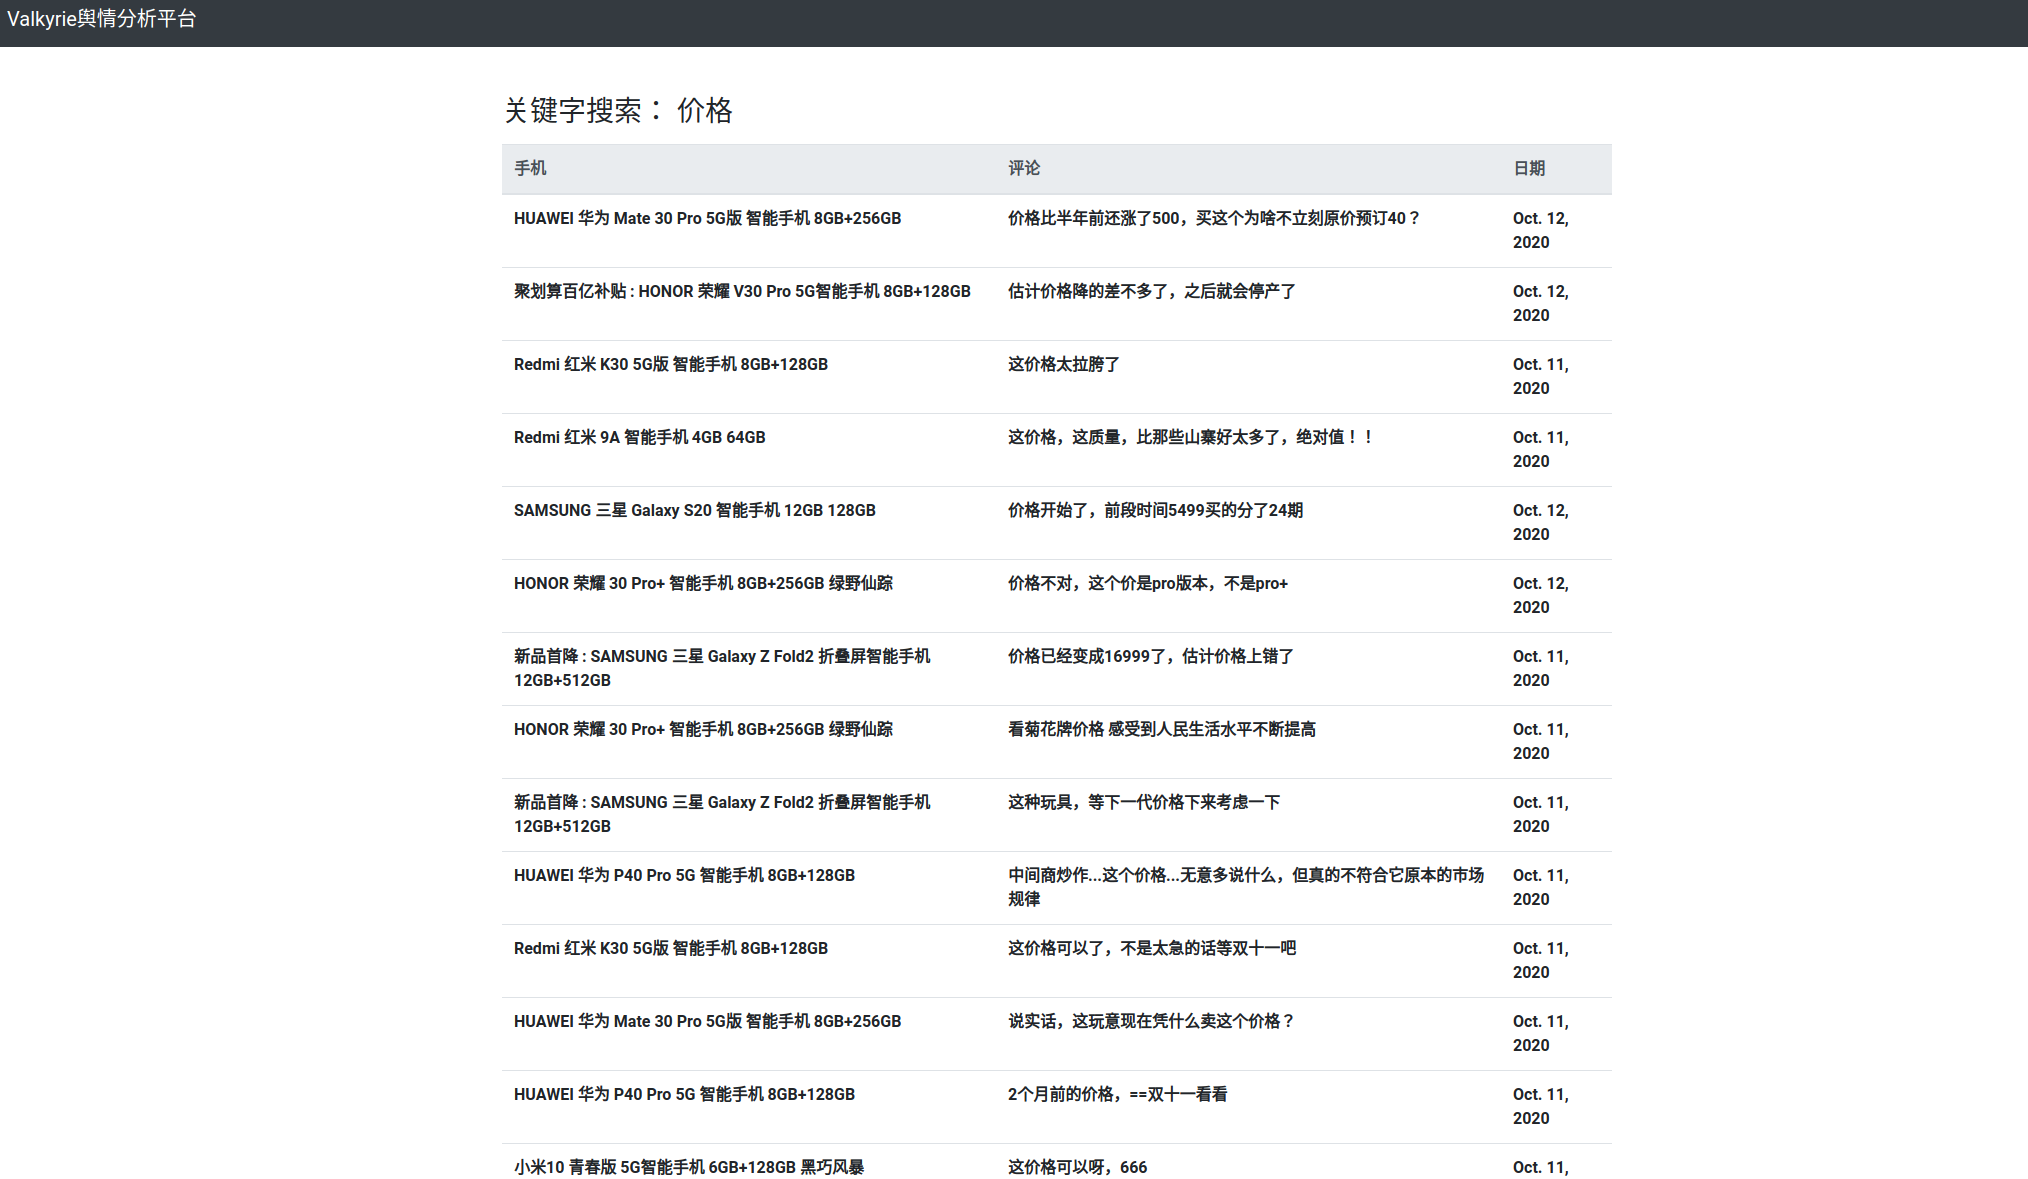 Valkyrie舆情分析平台
关键字搜索： 价格
手机 评论 日期
HUAWEI 华为 Mate 30 Pro 5G版 智能手机 8GB+256GB 价格比半年前还涨了500，买这个为啥不立刻原价预订40？ Oct. 12,
2020
聚划算百亿补贴 : HONOR 荣耀 V30 Pro 5G智能手机 8GB+128GB 估计价格降的差不多了，之后就会停产了 Oct. 12,
2020
Redmi 红米 K30 5G版 智能手机 8GB+128GB 这价格太拉胯了 Oct. 11,
2020
Redmi 红米 9A 智能手机 4GB 64GB 这价格，这质量，比那些山寨好太多了，绝对值！！ Oct. 11,
2020
SAMSUNG 三星 Galaxy S20 智能手机 12GB 128GB 价格开始了，前段时间5499买的分了24期 Oct. 12,
2020
HONOR 荣耀 30 Pro+ 智能手机 8GB+256GB 绿野仙踪 价格不对，这个价是pro版本，不是pro+ Oct. 12,
2020
新品首降 : SAMSUNG 三星 Galaxy Z Fold2 折叠屏智能手机 价格已经变成16999了，估计价格上错了 Oct. 11,
12GB+512GB 2020
HONOR 荣耀 30 Pro+ 智能手机 8GB+256GB 绿野仙踪 看菊花牌价格 感受到人民生活水平不断提高 Oct. 11,
2020
新品首降 : SAMSUNG 三星 Galaxy Z Fold2 折叠屏智能手机 这种玩具，等下一代价格下来考虑一下 Oct. 11,
12GB+512GB 2020
HUAWEI 华为 P40 Pro 5G 智能手机 8GB+128GB 中间商炒作...这个价格...无意多说什么，但真的不符合它原本的市场 Oct. 11,
规律 2020
Redmi 红米 K30 5G版 智能手机 8GB+128GB 这价格可以了，不是太急的话等双十一吧 Oct. 11,
2020
HUAWEI 华为 Mate 30 Pro 5G版 智能手机 8GB+256GB 说实话，这玩意现在凭什么卖这个价格？ Oct. 11,
2020
HUAWEI 华为 P40 Pro 5G 智能手机 8GB+128GB 2个月前的价格，==双十一看看 Oct. 11,
2020
小米10 青春版 5G智能手机 6GB+128GB 黑巧风暴 这价格可以呀，666 Oct. 11,